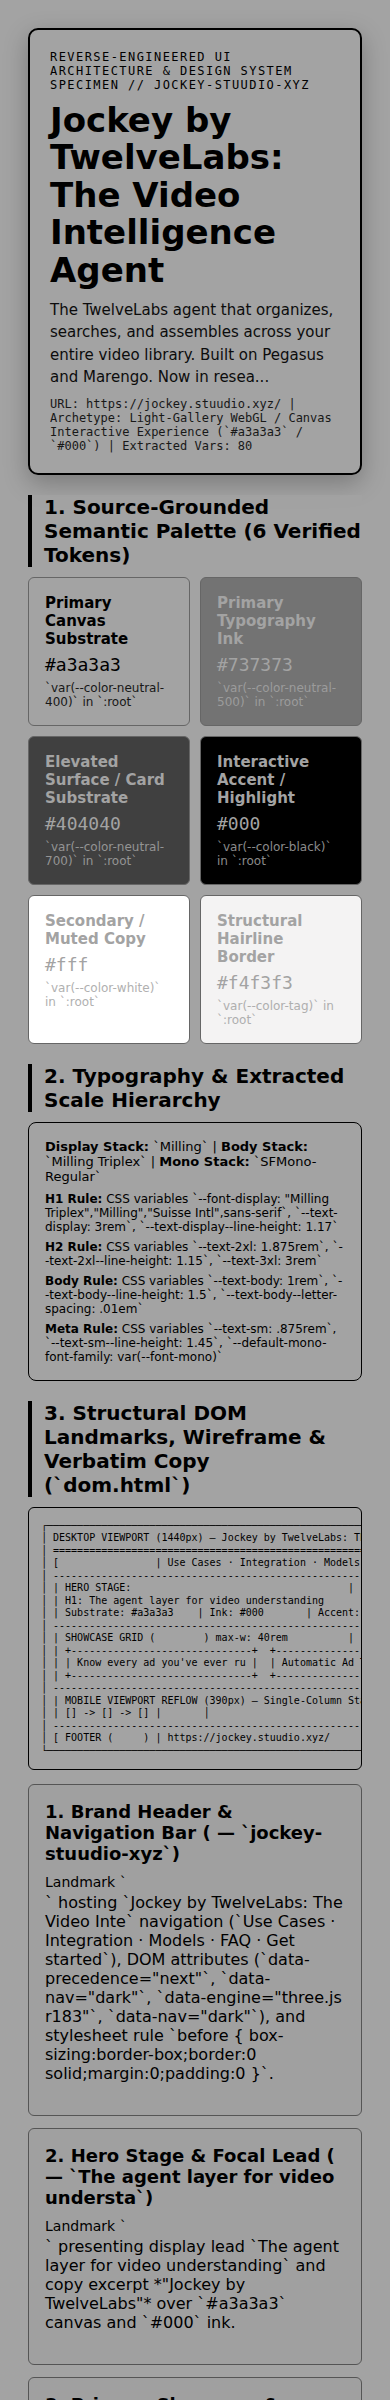 REVERSE-ENGINEERED UI
ARCHITECTURE & DESIGN SYSTEM
SPECIMEN // JOCKEY-STUUDIO-XYZ
Jockey by
TwelveLabs:
The Video
Intelligence
Agent
The TwelveLabs agent that organizes,
searches, and assembles across your
entire video library. Built on Pegasus
and Marengo. Now in resea...
URL: https://jockey.stuudio.xyz/ |
Archetype: Light-Gallery WebGL / Canvas
Interactive Experience (`#a3a3a3` /
`#000`) | Extracted Vars: 80
1. Source-Grounded
Semantic Palette (6 Verified
Tokens)
Primary
Canvas
Substrate
#a3a3a3
`var(--color-neutral-
400)` in `:root`
Primary
Typography
Ink
#737373
`var(--color-neutral-
500)` in `:root`
Elevated
Surface / Card
Substrate
#404040
`var(--color-neutral-
700)` in `:root`
Interactive
Accent /
Highlight
#000
`var(--color-black)`
in `:root`
Secondary /
Muted Copy
#fff
`var(--color-white)`
in `:root`
Structural
Hairline
Border
#f4f3f3
`var(--color-tag)` in
`:root`
2. Typography & Extracted
Scale Hierarchy
Display Stack: `Milling` | Body Stack:
`Milling Triplex` | Mono Stack: `SFMono-
Regular`
H1 Rule: CSS variables `--font-display: "Milling
Triplex","Milling","Suisse Intl",sans-serif`, `--text-
display: 3rem`, `--text-display--line-height: 1.17`
H2 Rule: CSS variables `--text-2xl: 1.875rem`, `-
-text-2xl--line-height: 1.15`, `--text-3xl: 3rem`
Body Rule: CSS variables `--text-body: 1rem`, `-
-text-body--line-height: 1.5`, `--text-body--letter-
spacing: .01em`
Meta Rule: CSS variables `--text-sm: .875rem`,
`--text-sm--line-height: 1.45`, `--default-mono-
font-family: var(--font-mono)`
3. Structural DOM
Landmarks, Wireframe &
Verbatim Copy
(`dom.html`)
DESKTOP VIEWPORT (1440px) — Jockey by TwelveLabs: T
[ | Use Cases · Integration · Models
| HERO STAGE: |
| H1: The agent layer for video understanding
| Substrate: #a3a3a3 | Ink: #000 | Accent:
| SHOWCASE GRID ( ) max-w: 40rem |
| | Know every ad you've ever ru | | Automatic Ad
| MOBILE VIEWPORT REFLOW (390px) — Single-Column St
| [] -> [] -> [] | |
[ FOOTER ( ) | https://jockey.stuudio.xyz/
1. Brand Header &
Navigation Bar ( — `jockey-
stuudio-xyz`)
Landmark `
` hosting `Jockey by TwelveLabs: The
Video Inte` navigation (`Use Cases ·
Integration · Models · FAQ · Get
started`), DOM attributes (`data-
precedence="next"`, `data-
nav="dark"`, `data-engine="three.js
r183"`, `data-nav="dark"`), and
stylesheet rule `before { box-
sizing:border-box;border:0
solid;margin:0;padding:0 }`.
2. Hero Stage & Focal Lead (
— `The agent layer for video
understa`)
Landmark `
` presenting display lead `The agent
layer for video understanding` and
copy excerpt *"Jockey by
TwelveLabs"* over `#a3a3a3`
canvas and `#000` ink.